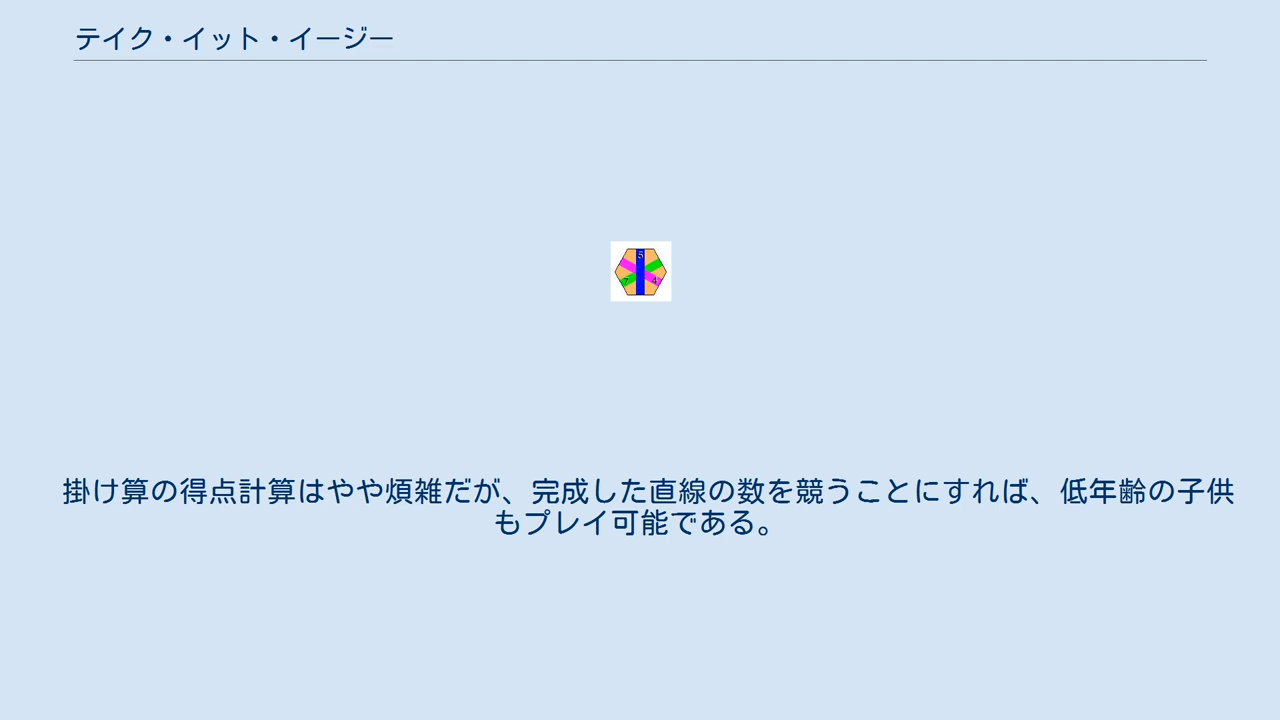 テイク・イット・イージー
5
7
4
掛け算の得点計算はやや煩雑だが、完成した直線の数を競うことにすれば、低年齢の子供
もプレイ可能である。